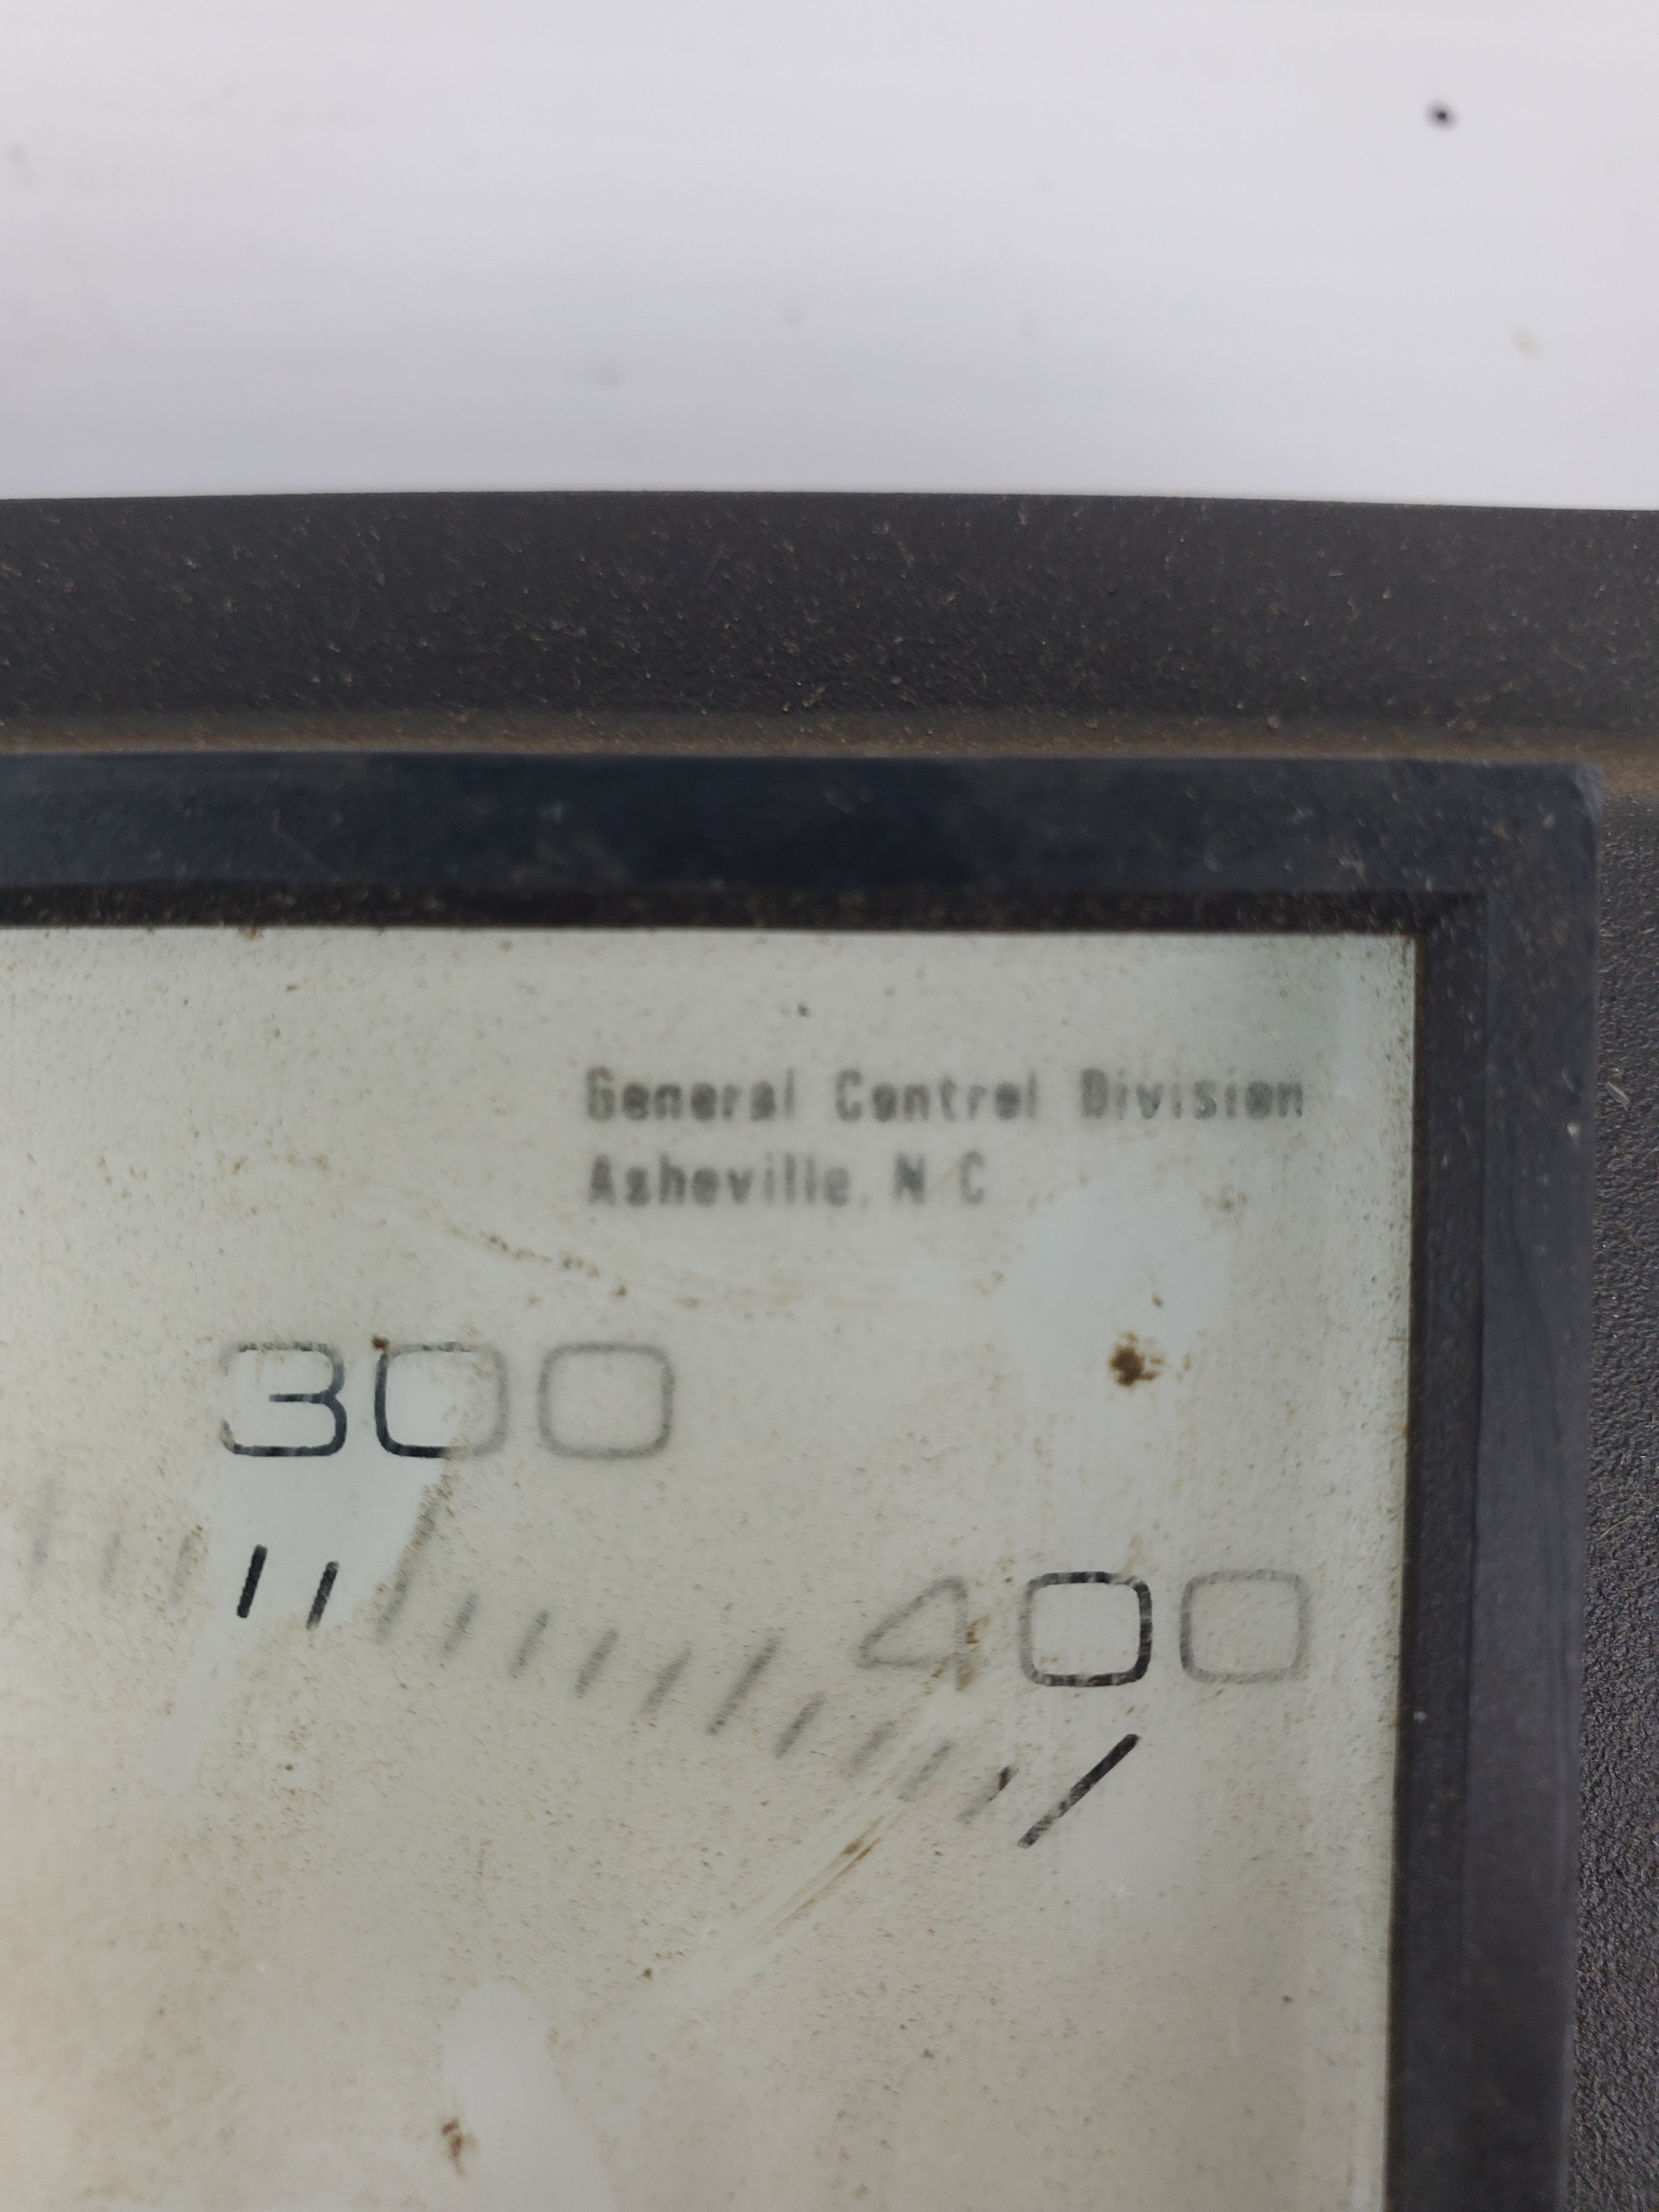 General Control Division
Asheville, N C
300
400